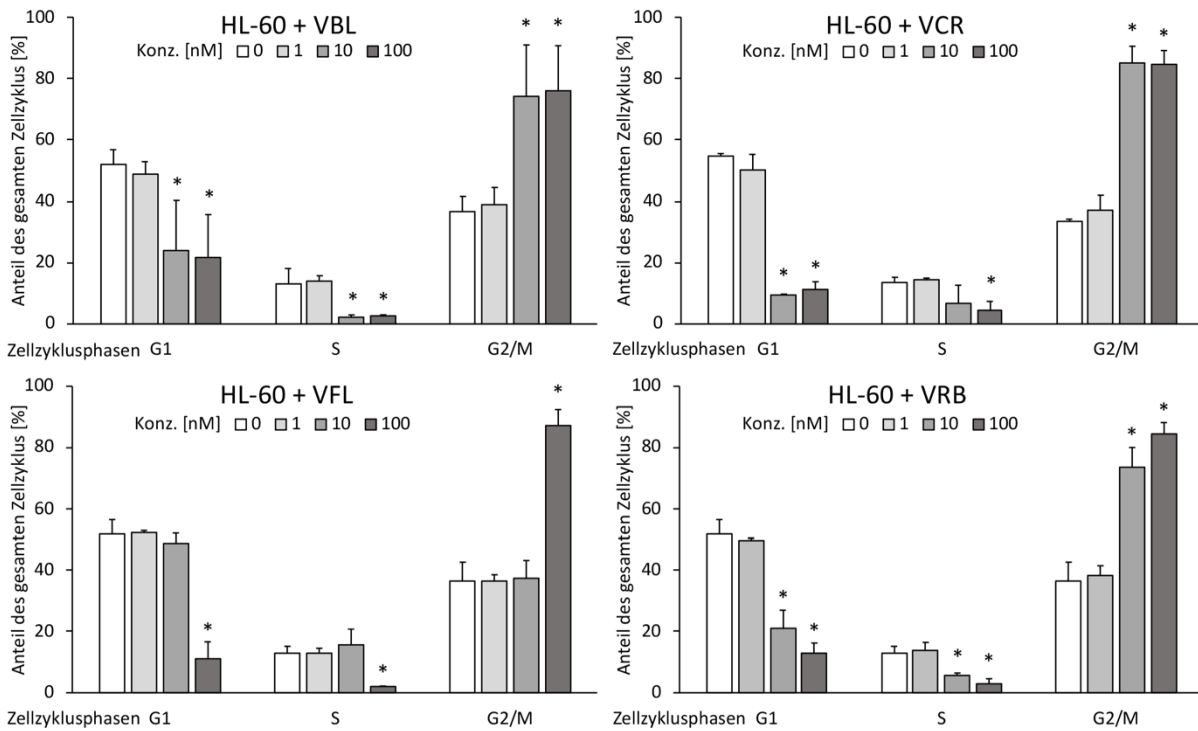 HL-60 + VBL
Konz. [nM] 0 1 10 100
Anteil des gesamten Zellzyklus [%]
100
80
60
40
20
0
* * * * * *
Zellzyklusphasen G1 S G2/M
HL-60 + VCR
Konz. [nM] 0 1 10 100
Anteil des gesamten Zellzyklus [%]
100
80
60
40
20
0
* * * * *
G1 S G2/M
HL-60 + VFL
Konz. [nM] 0 1 10 100
Anteil des gesamten Zellzyklus [%]
100
80
60
40
20
0
* * *
Zellzyklusphasen G1 S G2/M
HL-60 + VRB
Konz. [nM] 0 1 10 100
Anteil des gesamten Zellzyklus [%]
100
80
60
40
20
0
* * * * * *
G1 S G2/M